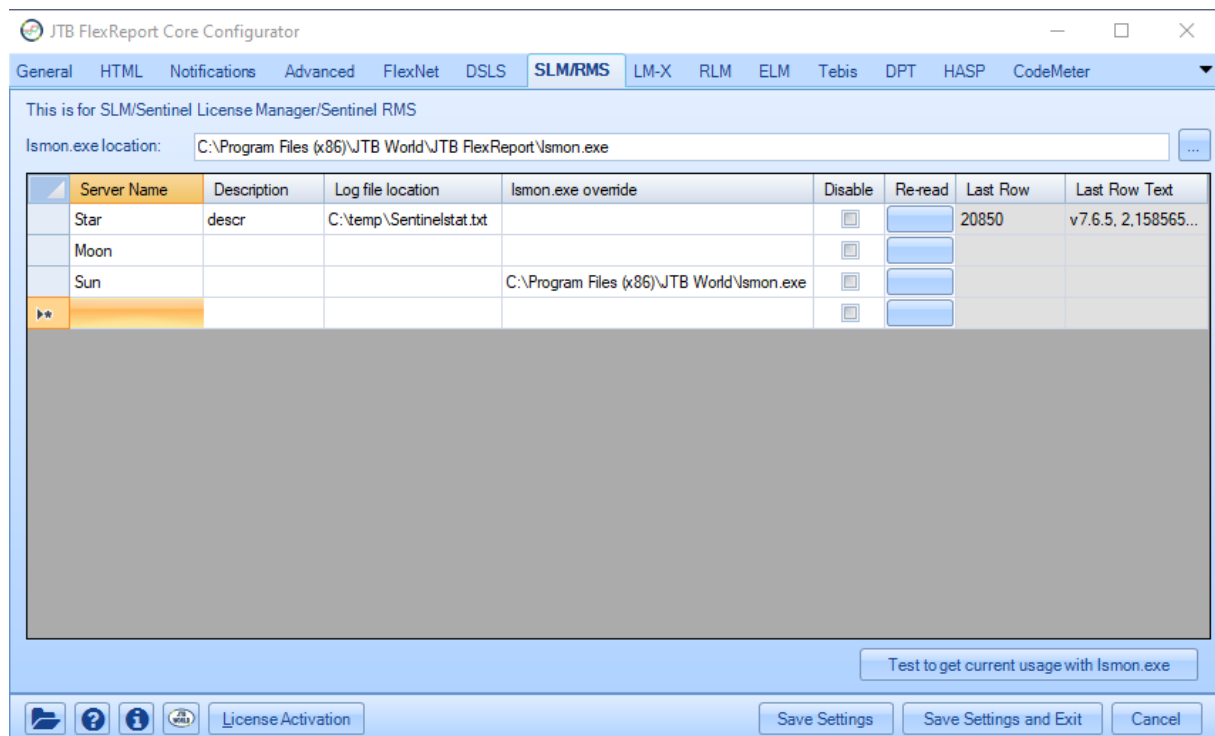 JTB FlexReport Core Configurator
General HTML Notifications Advanced FlexNet DSLS SLM/RMS LM-X RLM ELM Tebis DPT HASP CodeMeter
This is for SLM/Sentinel License Manager/Sentinel RMS
lsmon.exe location: C:\Program Files (x86)\JTB World\JTB FlexReport\lsmon.exe ...
Server Name Description Log file location lsmon.exe override Disable Re-read Last Row Last Row Text
Star descr C:\temp\Sentinelstat.txt 20850 v7.6.5, 2,158565...
Moon
Sun C:\Program Files (x86)\JTB World\lsmon.exe
Test to get current usage with lsmon.exe
License Activation Save Settings Save Settings and Exit Cancel